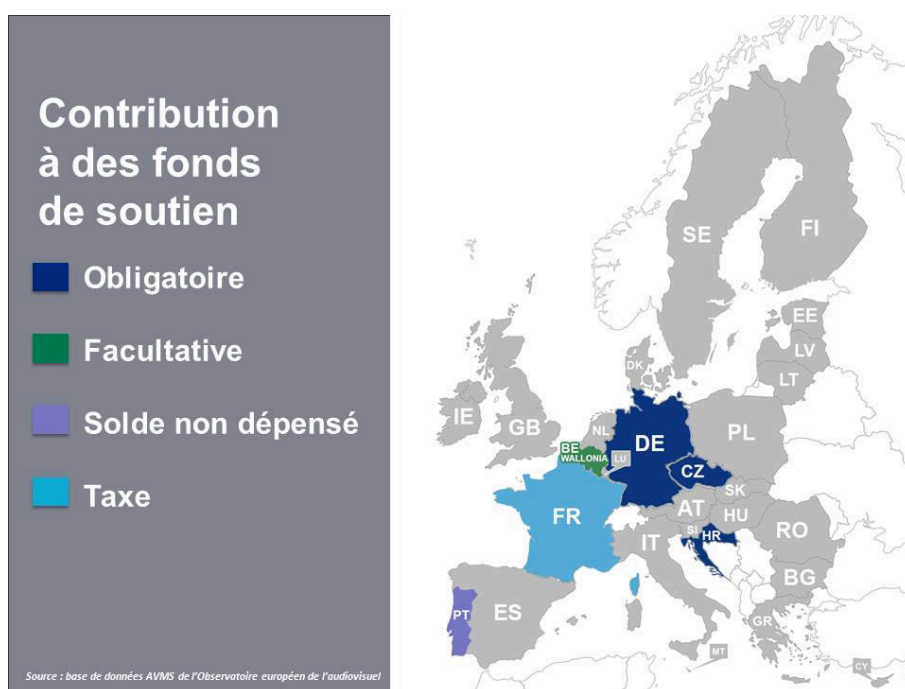 Contribution
à des fonds
de soutien
Obligatoire
Facultative
Solde non dépensé
Taxe
Source : base de données AVMS de l'Observatoire européen de l'audiovisuel
SE
FI
EE
LV
LT
DK
IE
GB
NL
DE
PL
BE
WALLONIA
LU
CZ
SK
FR
AT
HU
SI
HR
RO
IT
BG
PT
ES
GR
MT
CY